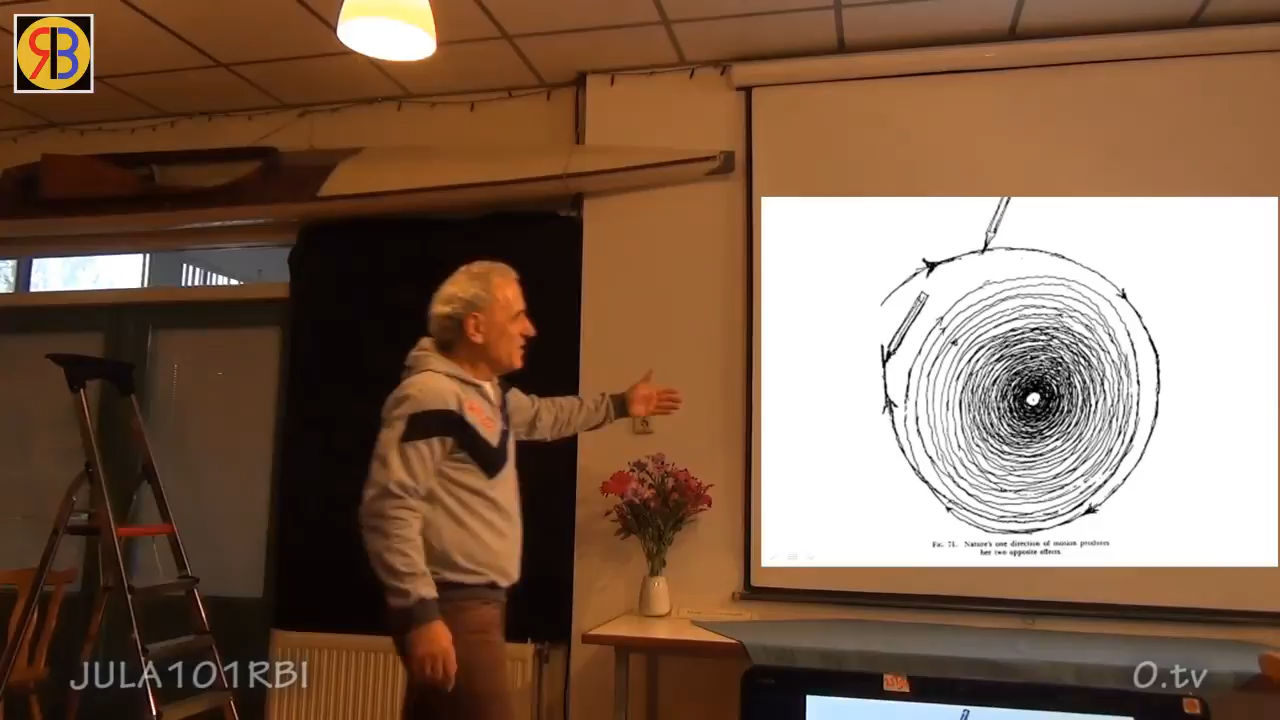 RB
Fig. 71. Nature's one direction of motion produces
her two opposite effects.
JULA101RBI
O.tv